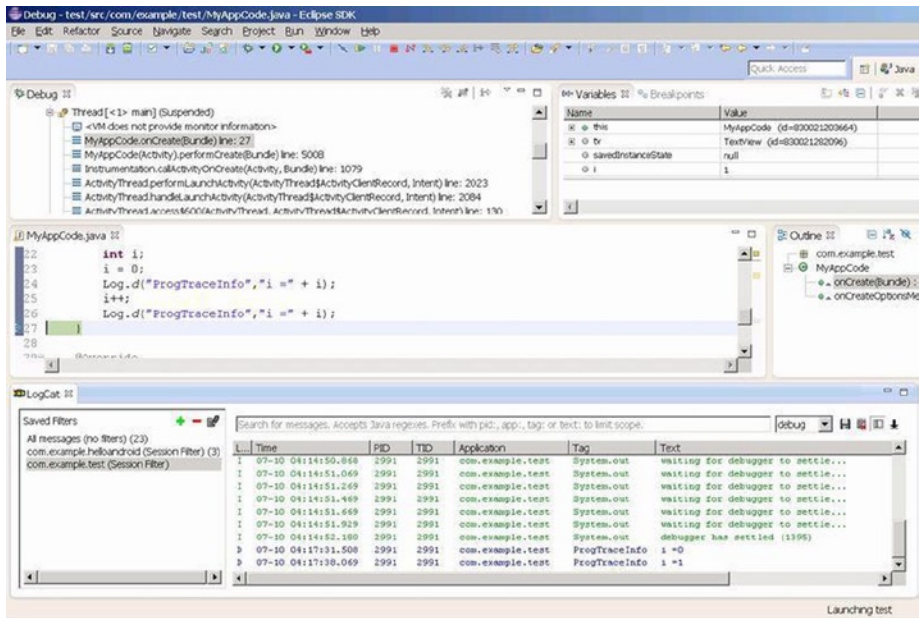 Debug - test/src/com/example/test/MyAppCode.java - Eclipse SDK
File Edit Refactor Source Navigate Search Project Run Window Help
Quick Access
Java
Debug
Thread [<1> main] (Suspended)
<VM does not provide monitor information>
MyAppCode.onCreate(Bundle) line: 27
MyAppCode(Activity).performCreate(Bundle) line: 5008
Instrumentation.callActivityOnCreate(Activity, Bundle) line: 1079
ActivityThread.performLaunchActivity(ActivityThread$ActivityClientRecord, Intent) line: 2023
ActivityThread.handleLaunchActivity(ActivityThread$ActivityClientRecord, Intent) line: 2084
ActivityThread.access$600(ActivityThread, ActivityThread$ActivityClientRecord, Intent) line: 130
Variables Breakpoints
Name Value
this MyAppCode (id=830021203664)
tv TextView (id=830021282096)
savedInstanceState null
i 1
MyAppCode.java
22 int i;
23 i = 0;
24 Log.d("ProgTraceInfo","i =" + i);
25 i++;
26 Log.d("ProgTraceInfo","i =" + i);
27 }
28
29 @Override
Outline
com.example.test
MyAppCode
onCreate(Bundle) :
onCreateOptionsMe
LogCat
Saved Filters
All messages (no filters) (23)
com.example.helloandroid (Session Filter) (3)
com.example.test (Session Filter)
Search for messages. Accepts Java regexes. Prefix with pid:, app:, tag: or text: to limit scope.
debug
L... Time PID TID Application Tag Text
I 07-10 04:14:50.868 2991 2991 com.example.test System.out waiting for debugger to settle...
I 07-10 04:14:51.069 2991 2991 com.example.test System.out waiting for debugger to settle...
I 07-10 04:14:51.269 2991 2991 com.example.test System.out waiting for debugger to settle...
I 07-10 04:14:51.469 2991 2991 com.example.test System.out waiting for debugger to settle...
I 07-10 04:14:51.669 2991 2991 com.example.test System.out waiting for debugger to settle...
I 07-10 04:14:51.929 2991 2991 com.example.test System.out waiting for debugger to settle...
I 07-10 04:14:52.180 2991 2991 com.example.test System.out debugger has settled (1395)
D 07-10 04:17:31.508 2991 2991 com.example.test ProgTraceInfo i =0
D 07-10 04:17:38.069 2991 2991 com.example.test ProgTraceInfo i =1
Launching test